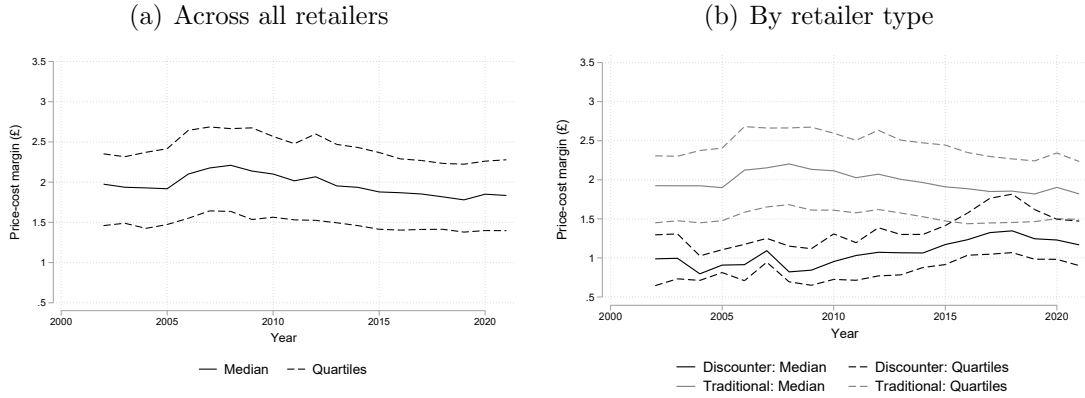 (a) Across all retailers
3.5
3
2.5
2
1.5
1
.5
Price-cost margin (£)
2000 2005 2010 2015 2020
Year
Median Quartiles
(b) By retailer type
3.5
3
2.5
2
1.5
1
.5
Price-cost margin (£)
2000 2005 2010 2015 2020
Year
Discounter: Median Discounter: Quartiles
Traditional: Median Traditional: Quartiles